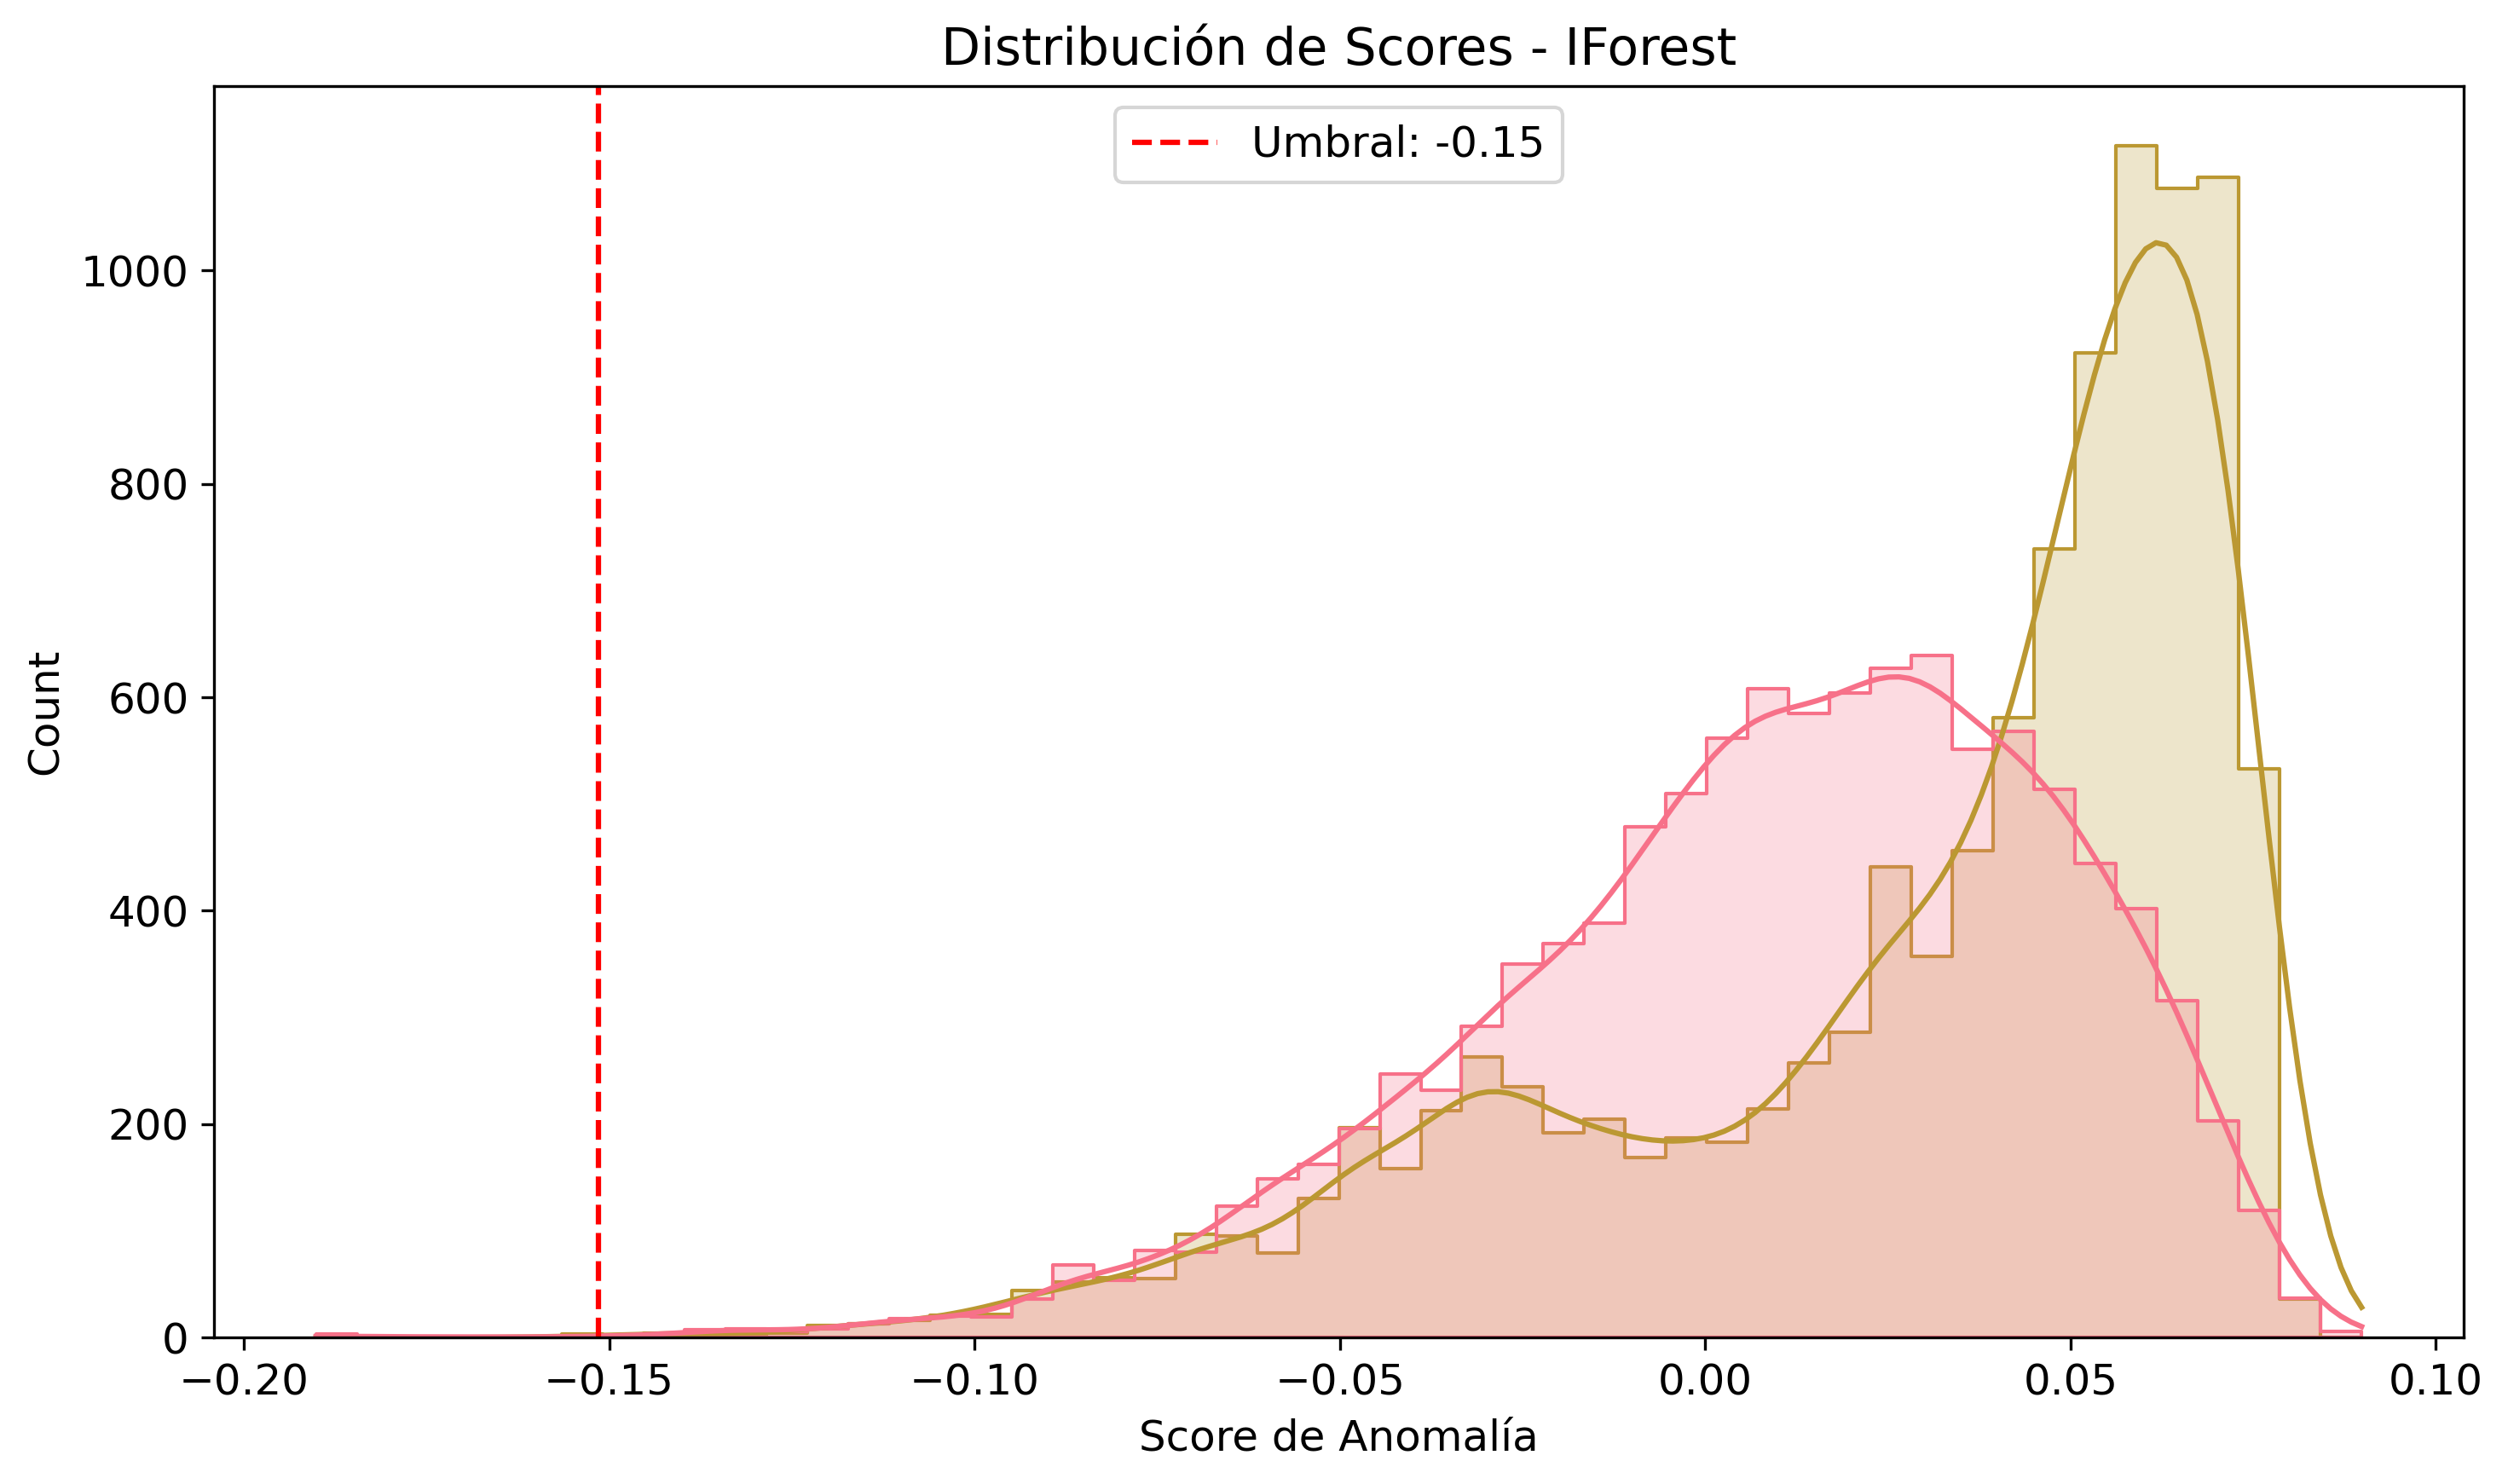 Distribución de Scores - IForest
Umbral: -0.15
Count
1000
800
600
400
200
0
−0.20 −0.15 −0.10 −0.05 0.00 0.05 0.10
Score de Anomalía